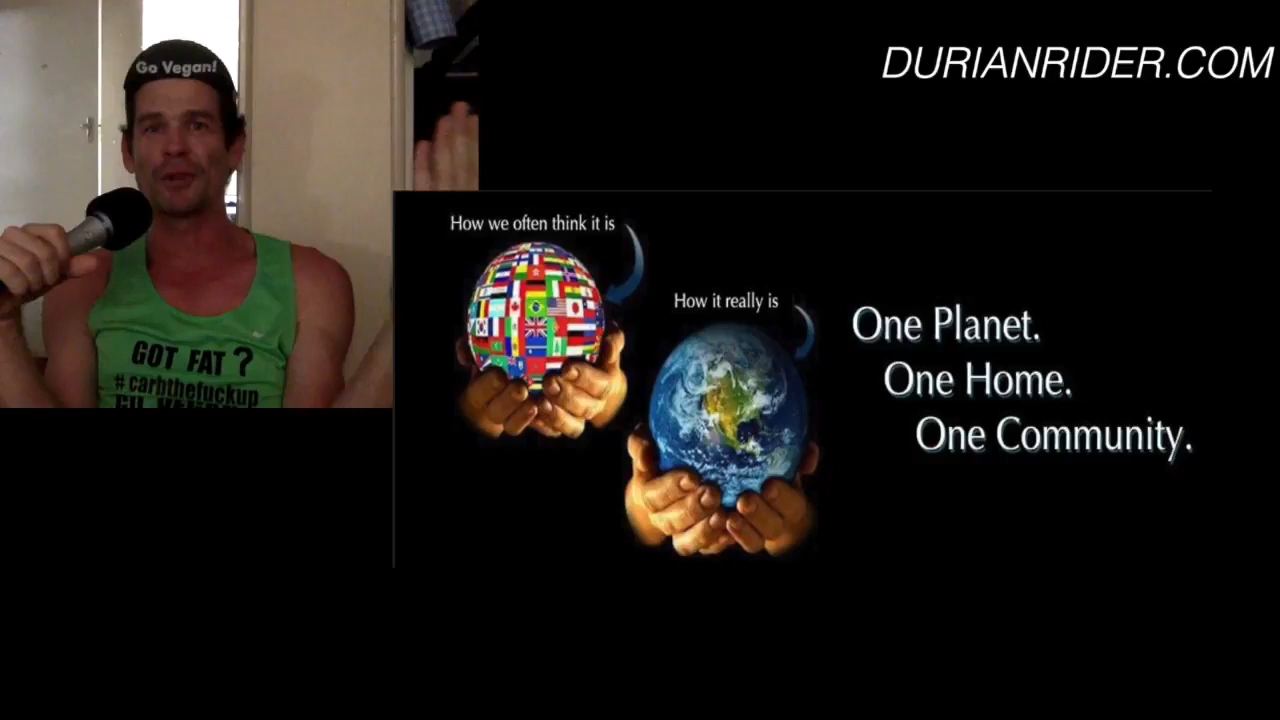 Go Vegan!
DURIANRIDER.COM
GOT FAT ?
#carbthefuckup
How we often think it is
How it really is
One Planet.
One Home.
One Community.